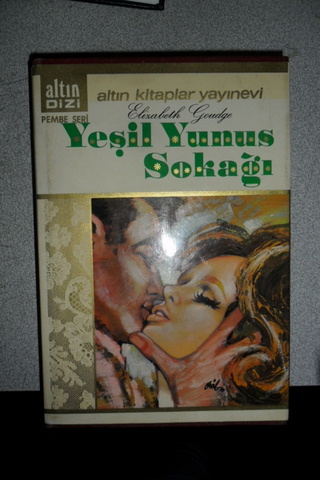 altın
DİZİ
PEMBE SERİ
altın kitaplar yayınevi
Elizabeth Goudge
Yeşil Yunus
Sokağı